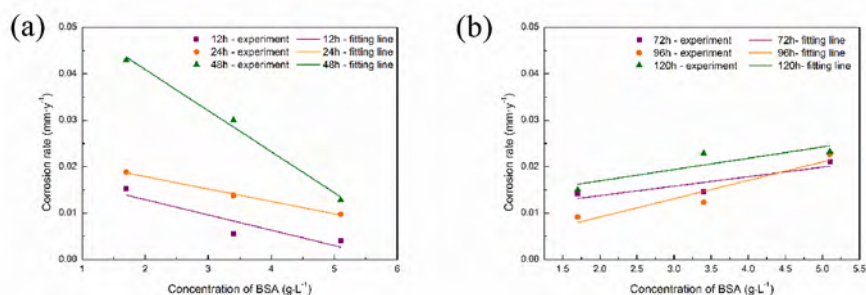 (a)
12h - experiment 12h - fitting line
24h - experiment 24h - fitting line
48h - experiment 48h - fitting line
0.05
0.04
0.03
0.02
0.01
0.00
Corrosion rate (mm·y⁻¹)
1 2 3 4 5 6
Concentration of BSA (g·L⁻¹)
(b)
72h - experiment 72h- fitting line
96h - experiment 96h- fitting line
120h - experiment 120h- fitting line
0.05
0.04
0.03
0.02
0.01
0.00
Corrosion rate (mm·y⁻¹)
1.5 2.0 2.5 3.0 3.5 4.0 4.5 5.0 5.5
Concentration of BSA (g·L⁻¹)